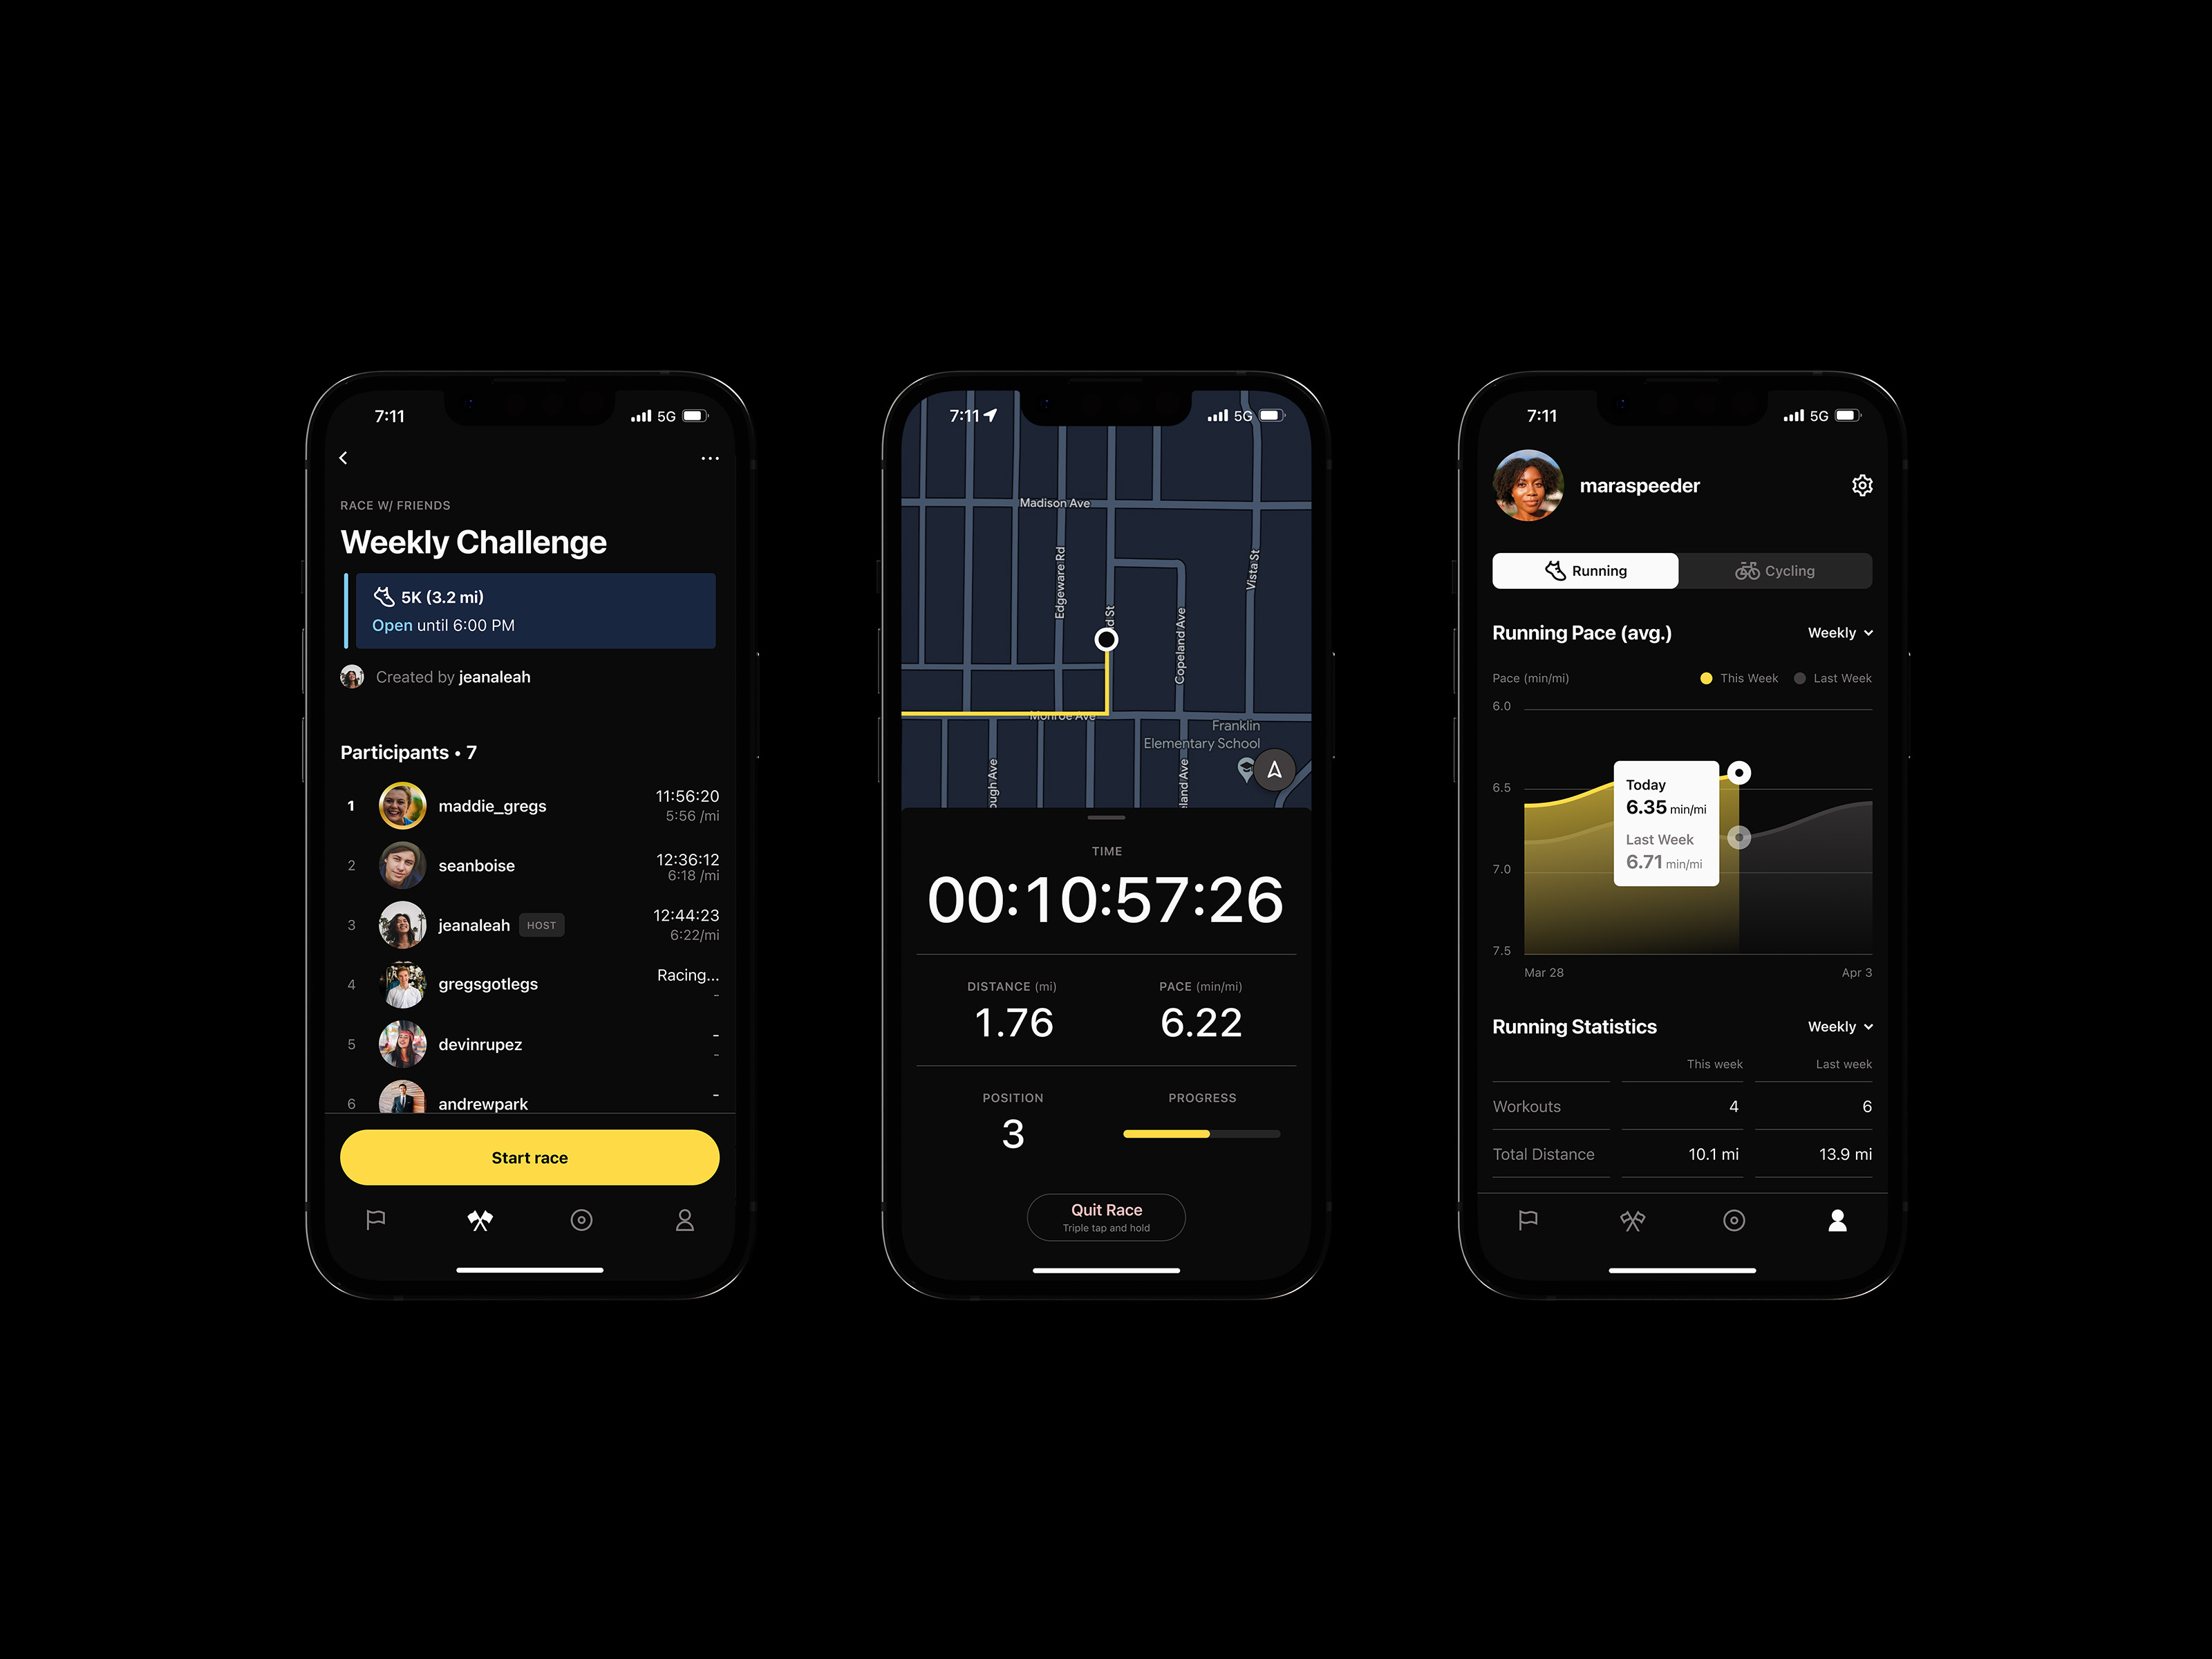 7:11
5G
RACE W/ FRIENDS
Weekly Challenge
5K (3.2 mi)
Open until 6:00 PM
Created by jeanaleah
Participants • 7
1 maddie_gregs 11:56:20
5:56 /mi
2 seanboise 12:36:12
6:18 /mi
3 jeanaleah HOST 12:44:23
6:22/mi
4 gregsgotlegs Racing...
-
5 devinrupez -
-
6 andrewpark -
Start race
7:11
5G
Madison Ave
Edgeware Rd
Vista St
d St
Copeland Ave
Monroe Ave
Franklin
Elementary School
ough Ave
eland Ave
TIME
00:10:57:26
DISTANCE (mi) PACE (min/mi)
1.76 6.22
POSITION PROGRESS
3
Quit Race
Triple tap and hold
7:11
5G
maraspeeder
Running Cycling
Running Pace (avg.) Weekly
Pace (min/mi) This Week Last Week
6.0
6.5
7.0
7.5
Today
6.35 min/mi
Last Week
6.71 min/mi
Mar 28 Apr 3
Running Statistics Weekly
This week Last week
Workouts 4 6
Total Distance 10.1 mi 13.9 mi